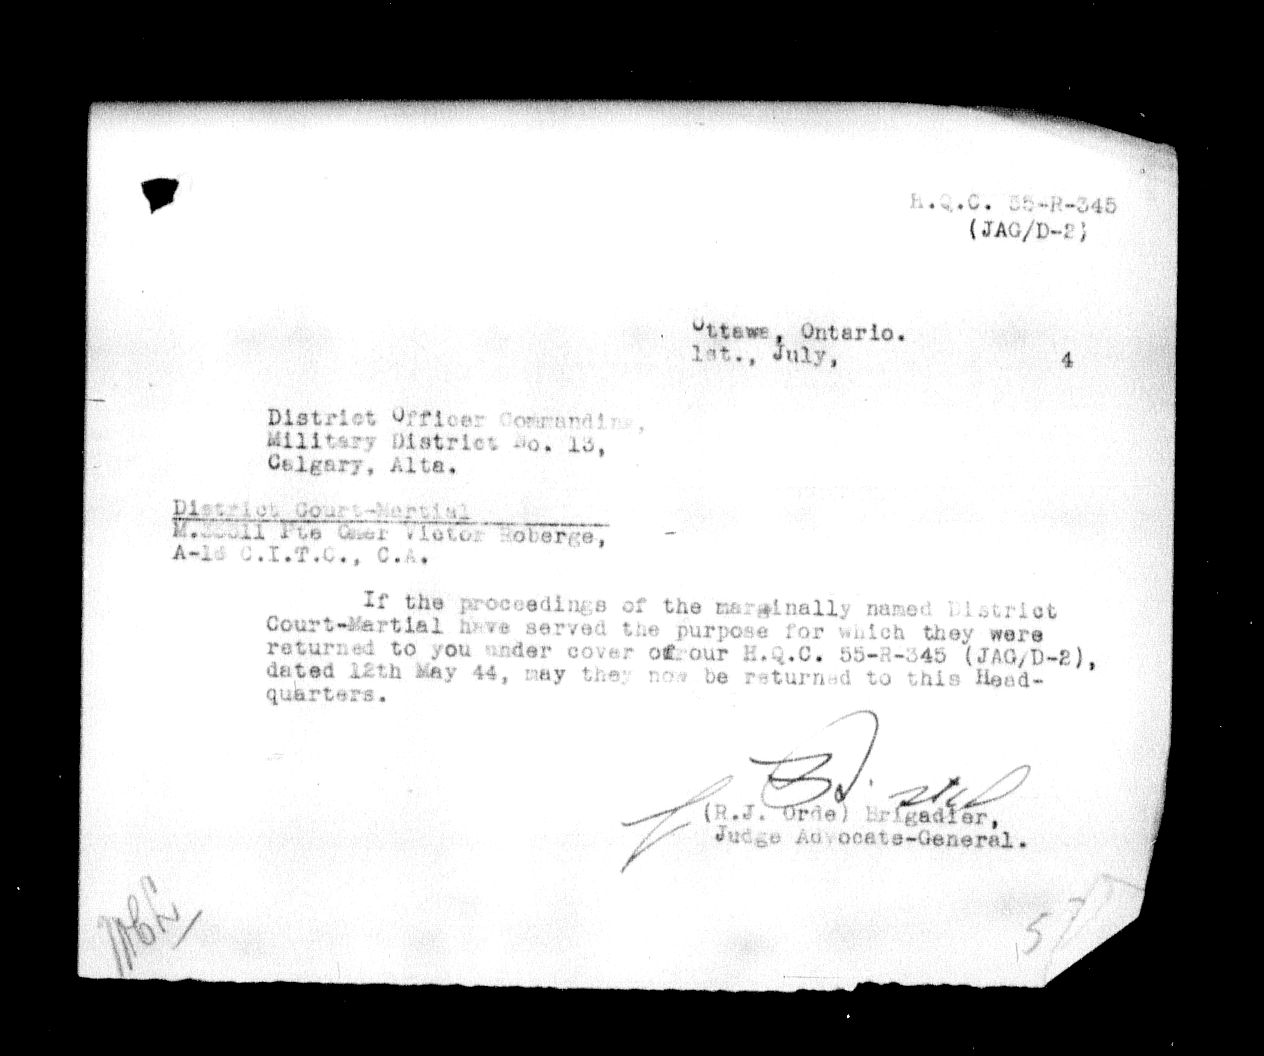 H.Q.C. 55-R-345
(JAG/D-2)
Ottawa, Ontario.
1st., July, 4
District Officer Commanding,
Military District No. 13,
Calgary, Alta.
District Court-Martial
Pte Omer Victor Roberge,
C.I.T.C., C.A.
If the proceedings of the marginally named District
Court-Martial have served the purpose for which they were
returned to you under cover of our H.Q.C. 55-R-345 (JAG/D-2),
dated 12th May 44, may they now be returned to this Head-
quarters.
(R.J. Orde) Brigadier,
Judge Advocate-General.